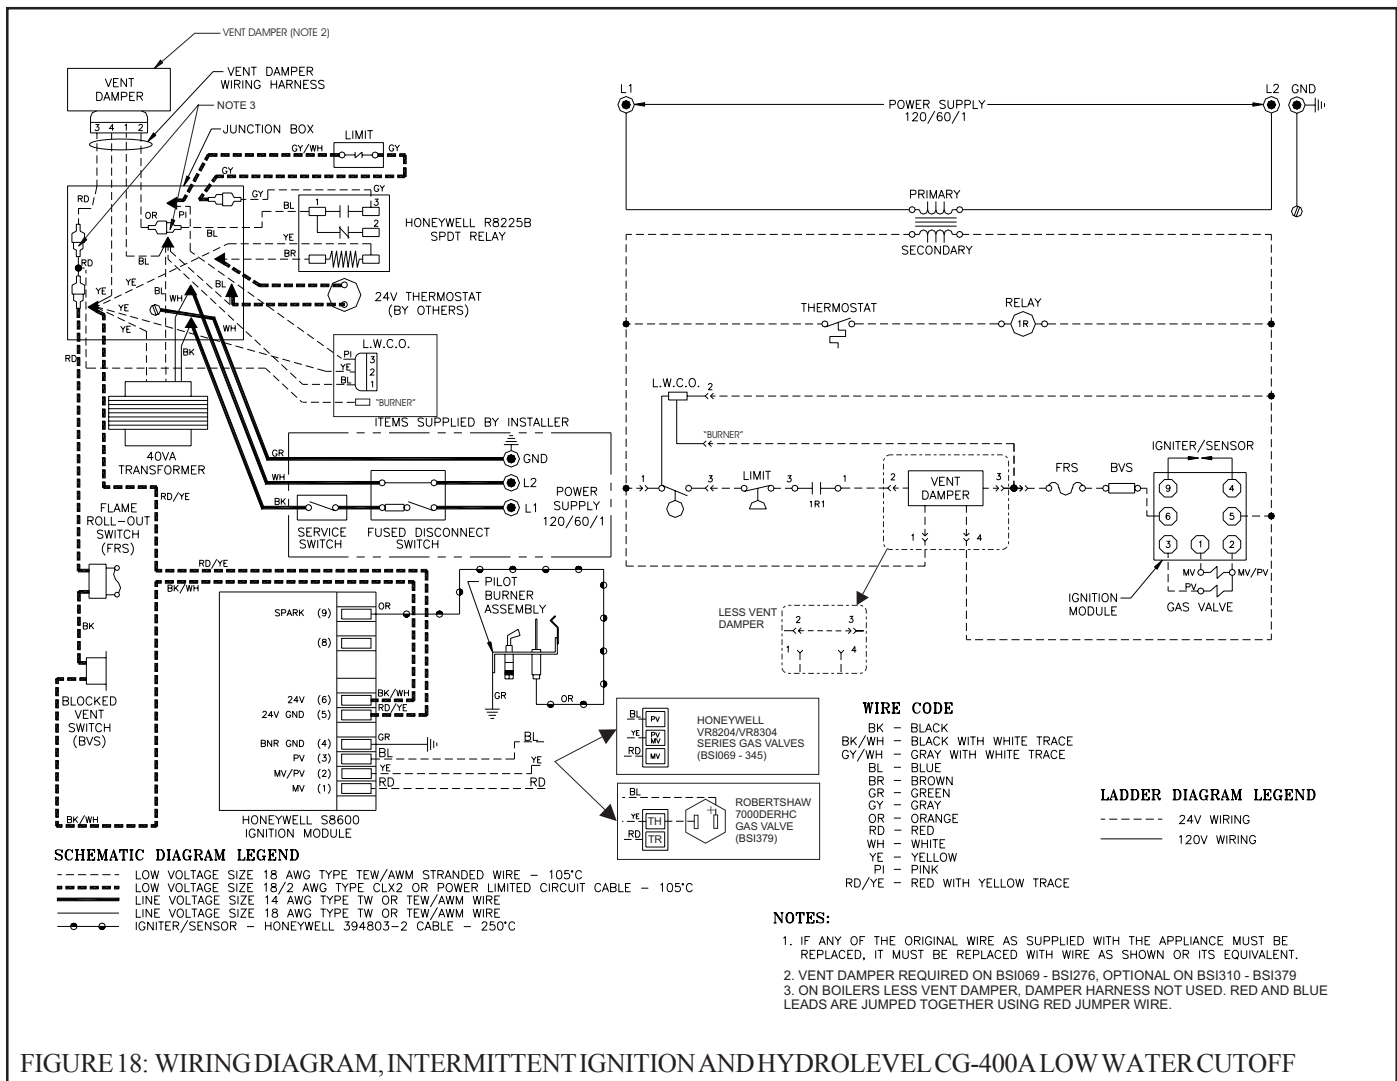 VENT DAMPER (NOTE 2)
VENT
DAMPER
VENT DAMPER
WIRING HARNESS
NOTE 3
3 4 1 2
JUNCTION BOX
LIMIT
GY/WH
GY
GY
RD
OR
PI
GY
GY
BL
BL
1
3
2
HONEYWELL R8225B
SPDT RELAY
YE
BR
RD
BL
YE
YE
YE
YE
BL
WH
BL
WH
BK
RD
24V THERMOSTAT
(BY OTHERS)
L.W.C.O.
PI
YE
BL
3
2
1
"BURNER"
40VA
TRANSFORMER
ITEMS SUPPLIED BY INSTALLER
GR
WH
BK
GND
L2
L1
POWER
SUPPLY
120/60/1
SERVICE
SWITCH
FUSED DISCONNECT
SWITCH
RD/YE
FLAME
ROLL-OUT
SWITCH
(FRS)
RD/YE
BK/WH
BK
BLOCKED
VENT
SWITCH
(BVS)
BK/WH
SPARK (9)
(8)
24V (6)
24V GND (5)
BNR GND (4)
PV (3)
MV/PV (2)
MV (1)
OR
BK/WH
RD/YE
GR
BL
YE
RD
BL
YE
RD
HONEYWELL S8600
IGNITION MODULE
PILOT
BURNER
ASSEMBLY
GR
OR
BL
YE
RD
PV
PV
MV
MV
HONEYWELL
VR8204/VR8304
SERIES GAS VALVES
(BSI069 - 345)
BL
YE
RD
TH
TR
ROBERTSHAW
7000DERHC
GAS VALVE
(BSI379)
L1
POWER SUPPLY
120/60/1
L2 GND
PRIMARY
SECONDARY
THERMOSTAT
RELAY
1R
L.W.C.O.
2
"BURNER"
1
3
LIMIT
3
1R1
1
2
VENT
DAMPER
3
1
4
FRS
BVS
IGNITER/SENSOR
9
4
6
5
3
1
2
MV
MV/PV
PV
IGNITION
MODULE
GAS VALVE
LESS VENT
DAMPER
2
3
1
4
WIRE CODE
BK – BLACK
BK/WH – BLACK WITH WHITE TRACE
GY/WH – GRAY WITH WHITE TRACE
BL – BLUE
BR – BROWN
GR – GREEN
GY – GRAY
OR – ORANGE
RD – RED
WH – WHITE
YE – YELLOW
PI – PINK
RD/YE – RED WITH YELLOW TRACE
LADDER DIAGRAM LEGEND
24V WIRING
120V WIRING
SCHEMATIC DIAGRAM LEGEND
LOW VOLTAGE SIZE 18 AWG TYPE TEW/AWM STRANDED WIRE – 105°C
LOW VOLTAGE SIZE 18/2 AWG TYPE CLX2 OR POWER LIMITED CIRCUIT CABLE – 105°C
LINE VOLTAGE SIZE 14 AWG TYPE TW OR TEW/AWM WIRE
LINE VOLTAGE SIZE 18 AWG TYPE TW OR TEW/AWM WIRE
IGNITER/SENSOR – HONEYWELL 394803-2 CABLE – 250°C
NOTES:
1. IF ANY OF THE ORIGINAL WIRE AS SUPPLIED WITH THE APPLIANCE MUST BE
REPLACED, IT MUST BE REPLACED WITH WIRE AS SHOWN OR ITS EQUIVALENT.
2. VENT DAMPER REQUIRED ON BSI069 - BSI276, OPTIONAL ON BSI310 - BSI379
3. ON BOILERS LESS VENT DAMPER, DAMPER HARNESS NOT USED. RED AND BLUE
LEADS ARE JUMPED TOGETHER USING RED JUMPER WIRE.
FIGURE 18: WIRING DIAGRAM, INTERMITTENT IGNITION AND HYDROLEVEL CG-400A LOW WATER CUTOFF